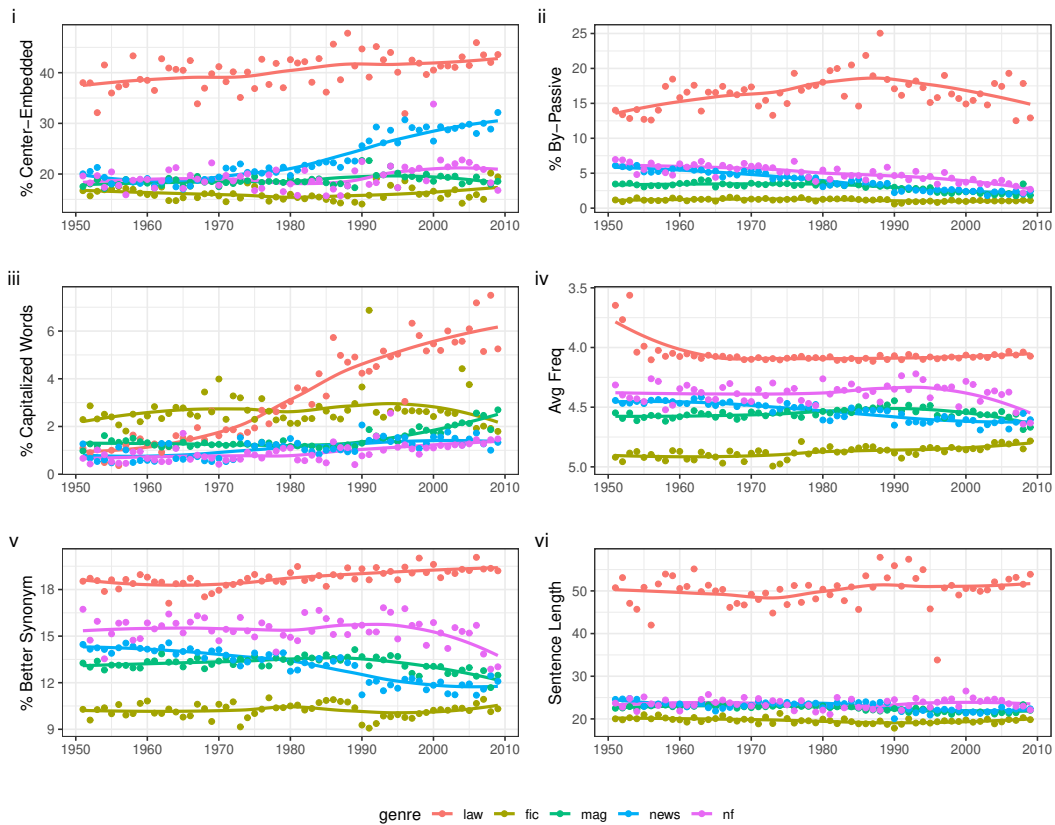 i
ii
% Center−Embedded
40
30
20
1950 1960 1970 1980 1990 2000 2010
% By−Passive
25
20
15
10
5
0
1950 1960 1970 1980 1990 2000 2010
iii
iv
% Capitalized Words
6
4
2
0
1950 1960 1970 1980 1990 2000 2010
Avg Freq
3.5
4.0
4.5
5.0
1950 1960 1970 1980 1990 2000 2010
v
vi
% Better Synonym
18
15
12
9
1950 1960 1970 1980 1990 2000 2010
Sentence Length
50
40
30
20
1950 1960 1970 1980 1990 2000 2010
genre law fic mag news nf